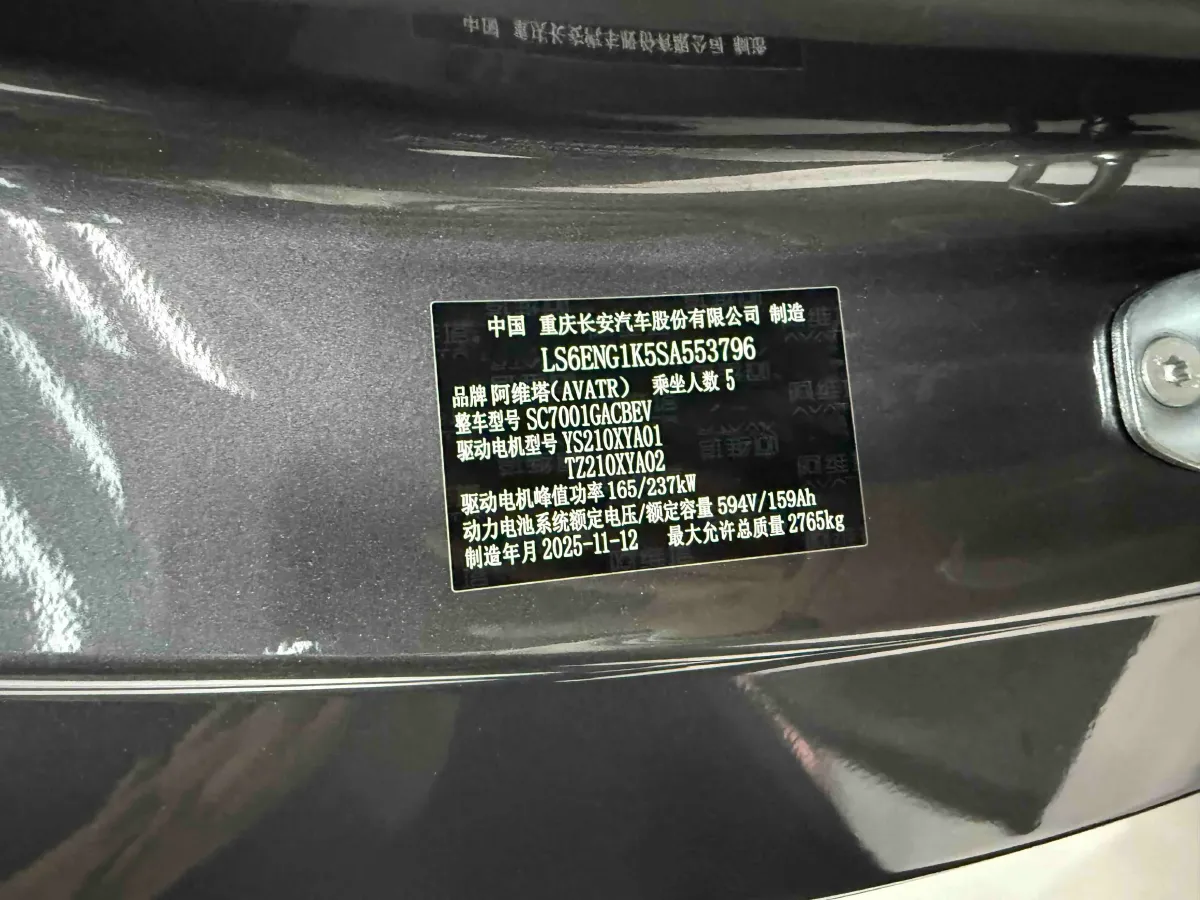 中国 重庆长安汽车股份有限公司 制造
LS6ENG1K5SA553796
品牌 阿维塔(AVATR) 乘坐人数 5
整车型号 SC7001GACBEV
驱动电机型号 YS210XYA01
TZ210XYA02
驱动电机峰值功率 165/237kW
动力电池系统额定电压/额定容量 594V/159Ah
制造年月 2025-11-12 最大允许总质量 2765kg